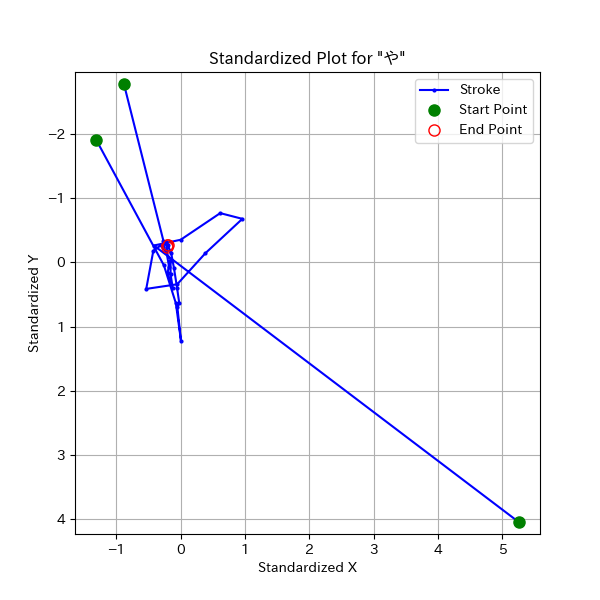 Standardized Plot for "や"
Stroke
Start Point
End Point
−2
−1
0
1
2
3
4
Standardized Y
−1 0 1 2 3 4 5
Standardized X